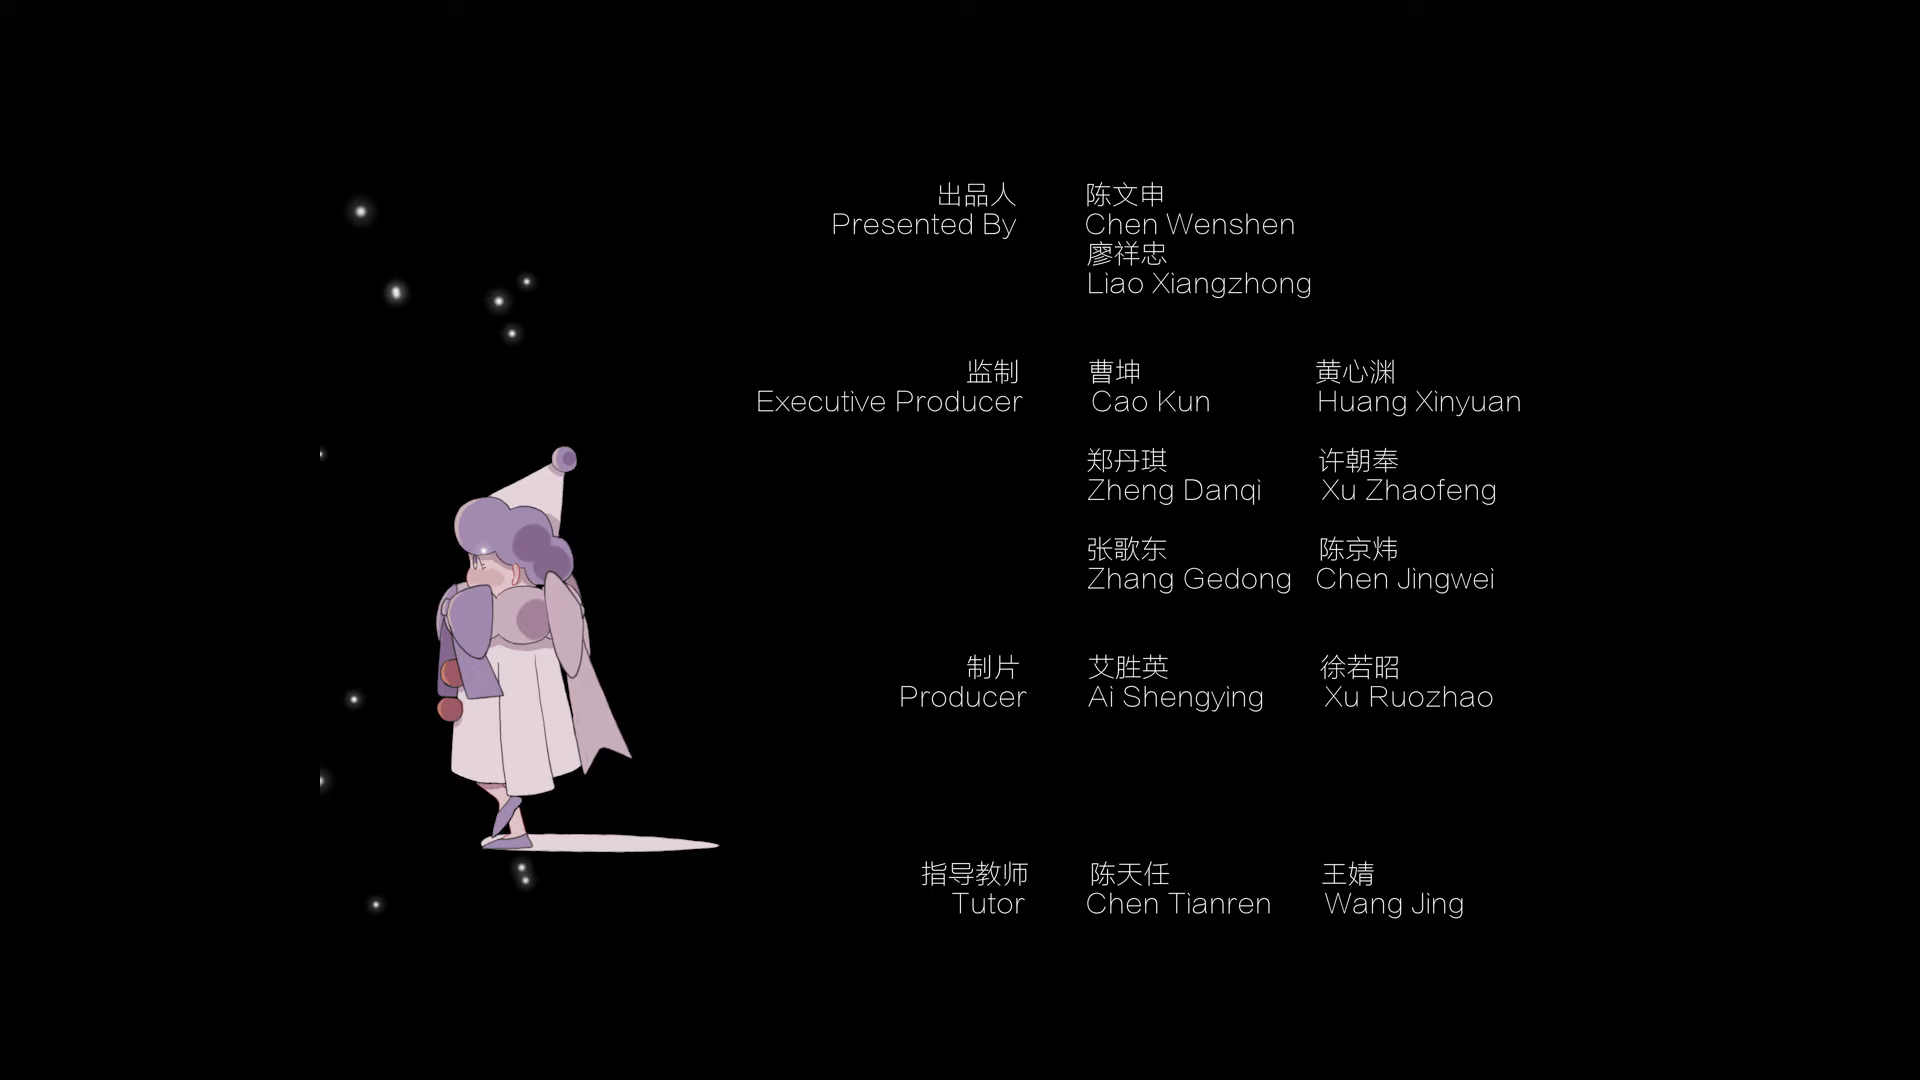 出品人 陈文申
Presented By Chen Wenshen
廖祥忠
Liao Xiangzhong
监制 曹坤 黄心渊
Executive Producer Cao Kun Huang Xinyuan
郑丹琪 许朝奉
Zheng Danqi Xu Zhaofeng
张歌东 陈京炜
Zhang Gedong Chen Jingwei
制片 艾胜英 徐若昭
Producer Ai Shengying Xu Ruozhao
指导教师 陈天任 王婧
Tutor Chen Tianren Wang Jing